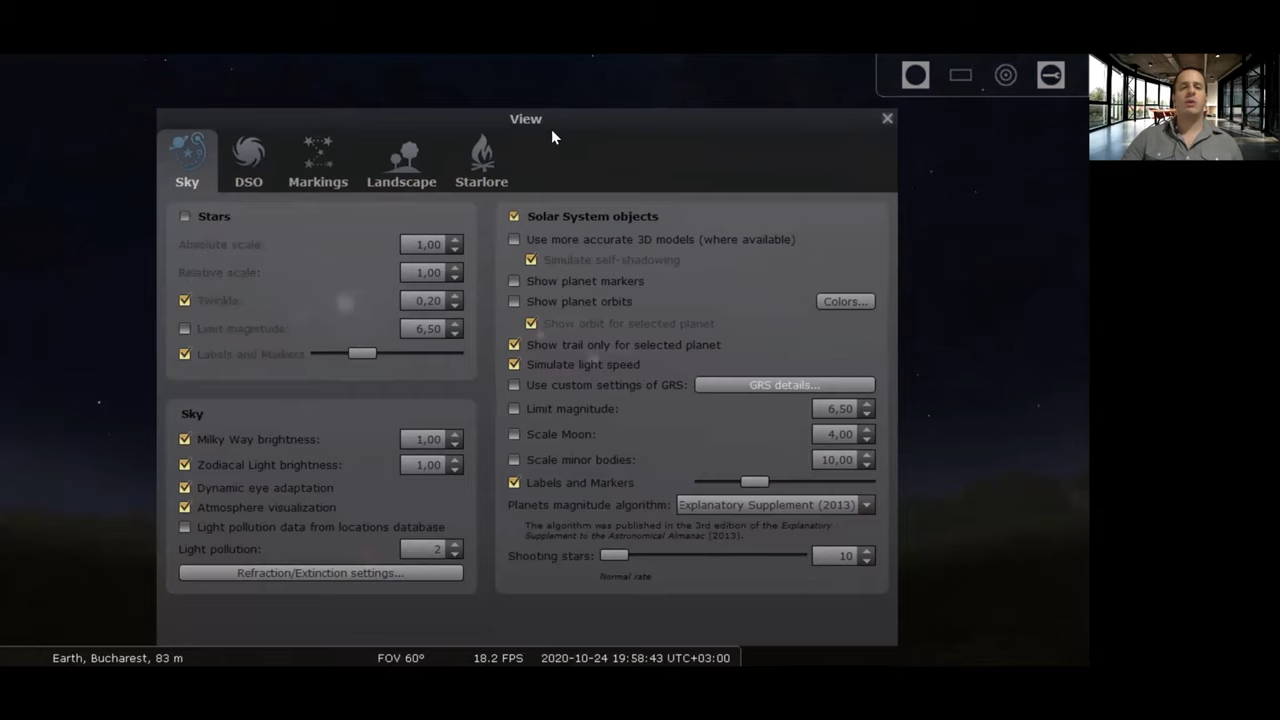 View
Sky
DSO
Markings
Landscape
Starlore
Stars
Absolute scale: 1,00
Relative scale: 1,00
Twinkle: 0,20
Limit magnitude: 6,50
Labels and Markers
Sky
Milky Way brightness: 1,00
Zodiacal Light brightness: 1,00
Dynamic eye adaptation
Atmosphere visualization
Light pollution data from locations database
Light pollution: 2
Refraction/Extinction settings...
Solar System objects
Use more accurate 3D models (where available)
Simulate self-shadowing
Show planet markers
Show planet orbits Colors...
Show orbit for selected planet
Show trail only for selected planet
Simulate light speed
Use custom settings of GRS: GRS details...
Limit magnitude: 6,50
Scale Moon: 4,00
Scale minor bodies: 10,00
Labels and Markers
Planets magnitude algorithm: Explanatory Supplement (2013)
The algorithm was published in the 3rd edition of the Explanatory
Supplement to the Astronomical Almanac (2013).
Shooting stars: 10
Normal rate
Earth, Bucharest, 83 m FOV 60° 18.2 FPS 2020-10-24 19:58:43 UTC+03:00